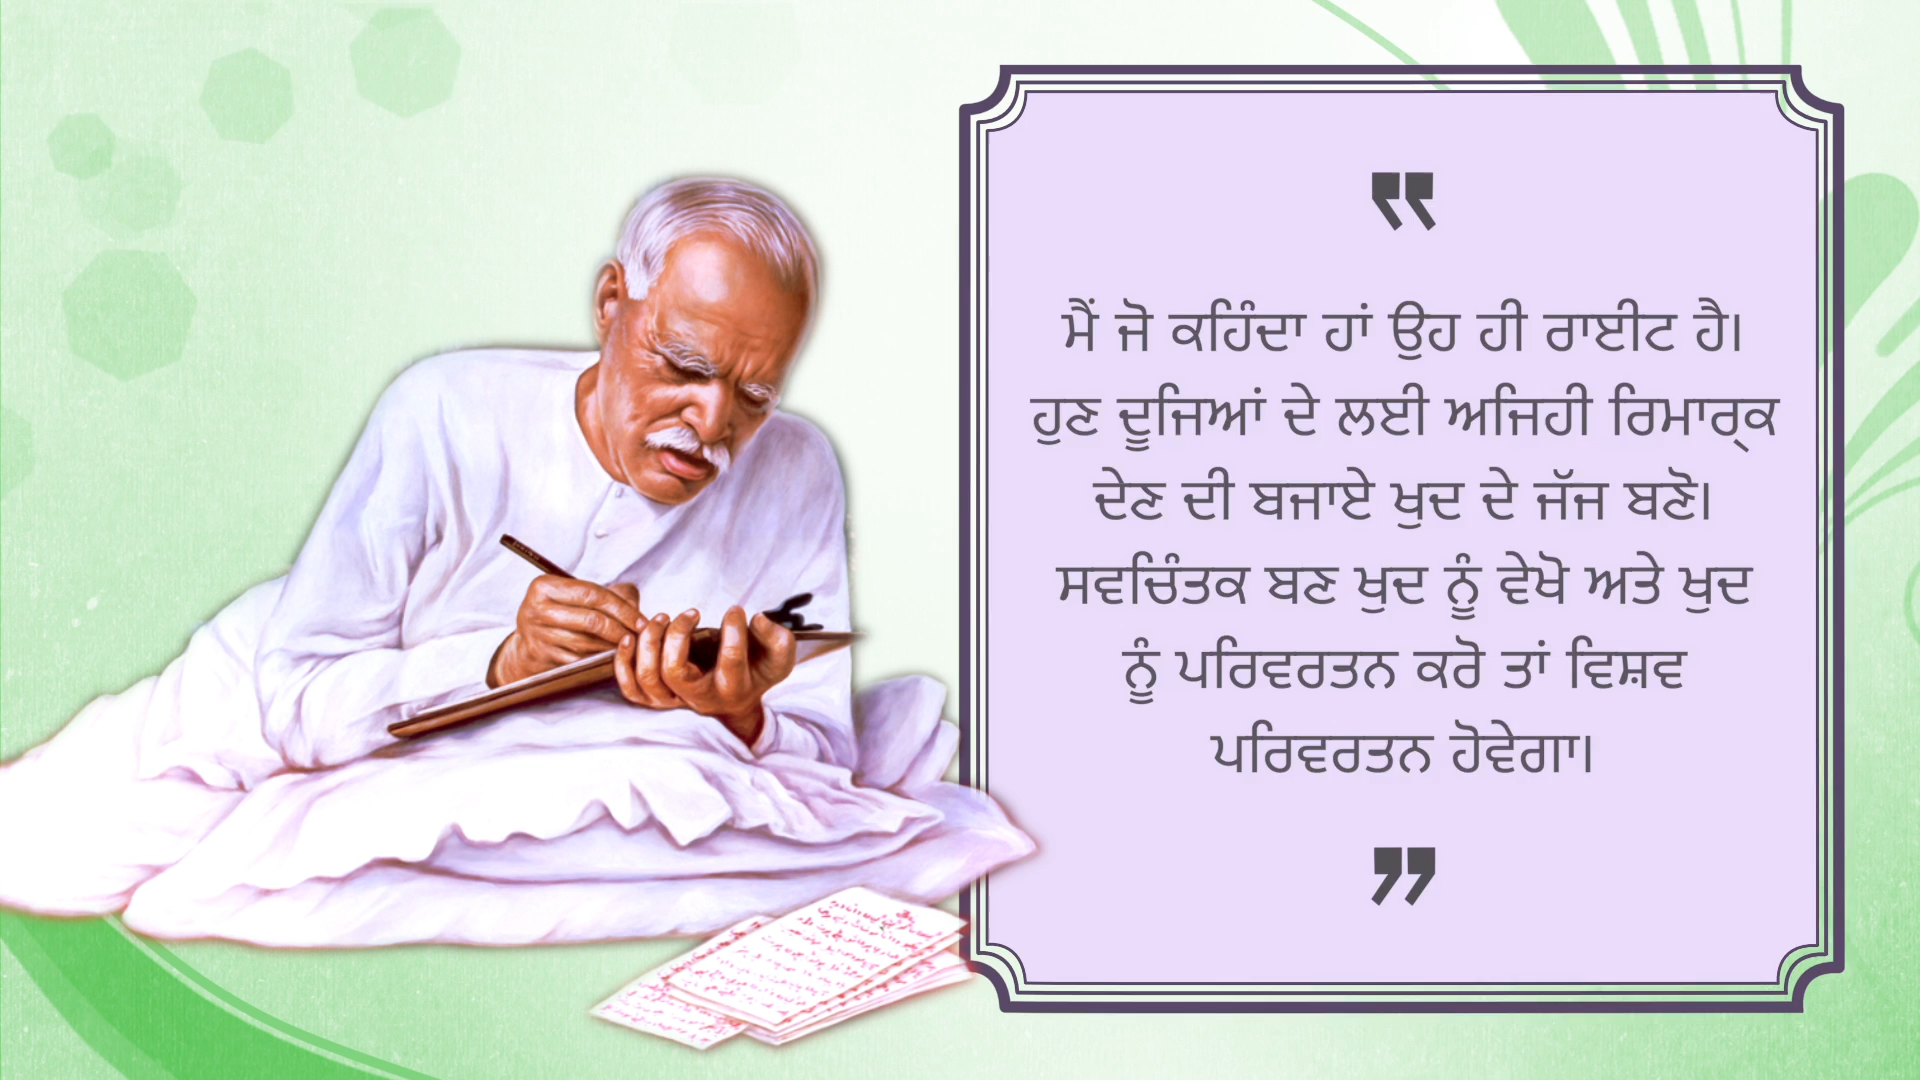 "
ਮੈਂ ਜੋ ਕਹਿੰਦਾ ਹਾਂ ਉਹ ਹੀ ਰਾਈਟ ਹੈ।
ਹੁਣ ਦੂਜਿਆਂ ਦੇ ਲਈ ਅਜਿਹੀ ਰਿਮਾਰ੍ਕ
ਦੇਣ ਦੀ ਬਜਾਏ ਖੁਦ ਦੇ ਜੱਜ ਬਣੋ।
ਸਵਚਿੰਤਕ ਬਣ ਖੁਦ ਨੂੰ ਵੇਖੋ ਅਤੇ ਖੁਦ
ਨੂੰ ਪਰਿਵਰਤਨ ਕਰੋ ਤਾਂ ਵਿਸ਼ਵ
ਪਰਿਵਰਤਨ ਹੋਵੇਗਾ।
"